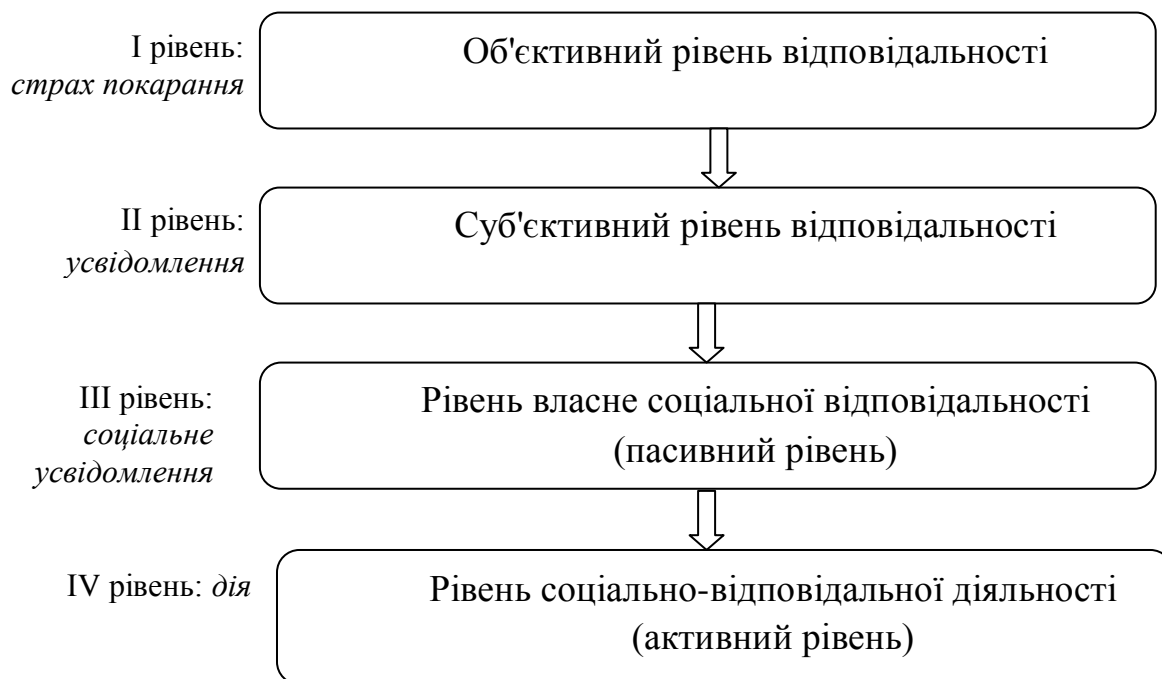 I рівень:
страх покарання
Об'єктивний рівень відповідальності
II рівень:
усвідомлення
Суб'єктивний рівень відповідальності
III рівень:
соціальне
усвідомлення
Рівень власне соціальної відповідальності
(пасивний рівень)
IV рівень: дія
Рівень соціально-відповідальної діяльності
(активний рівень)